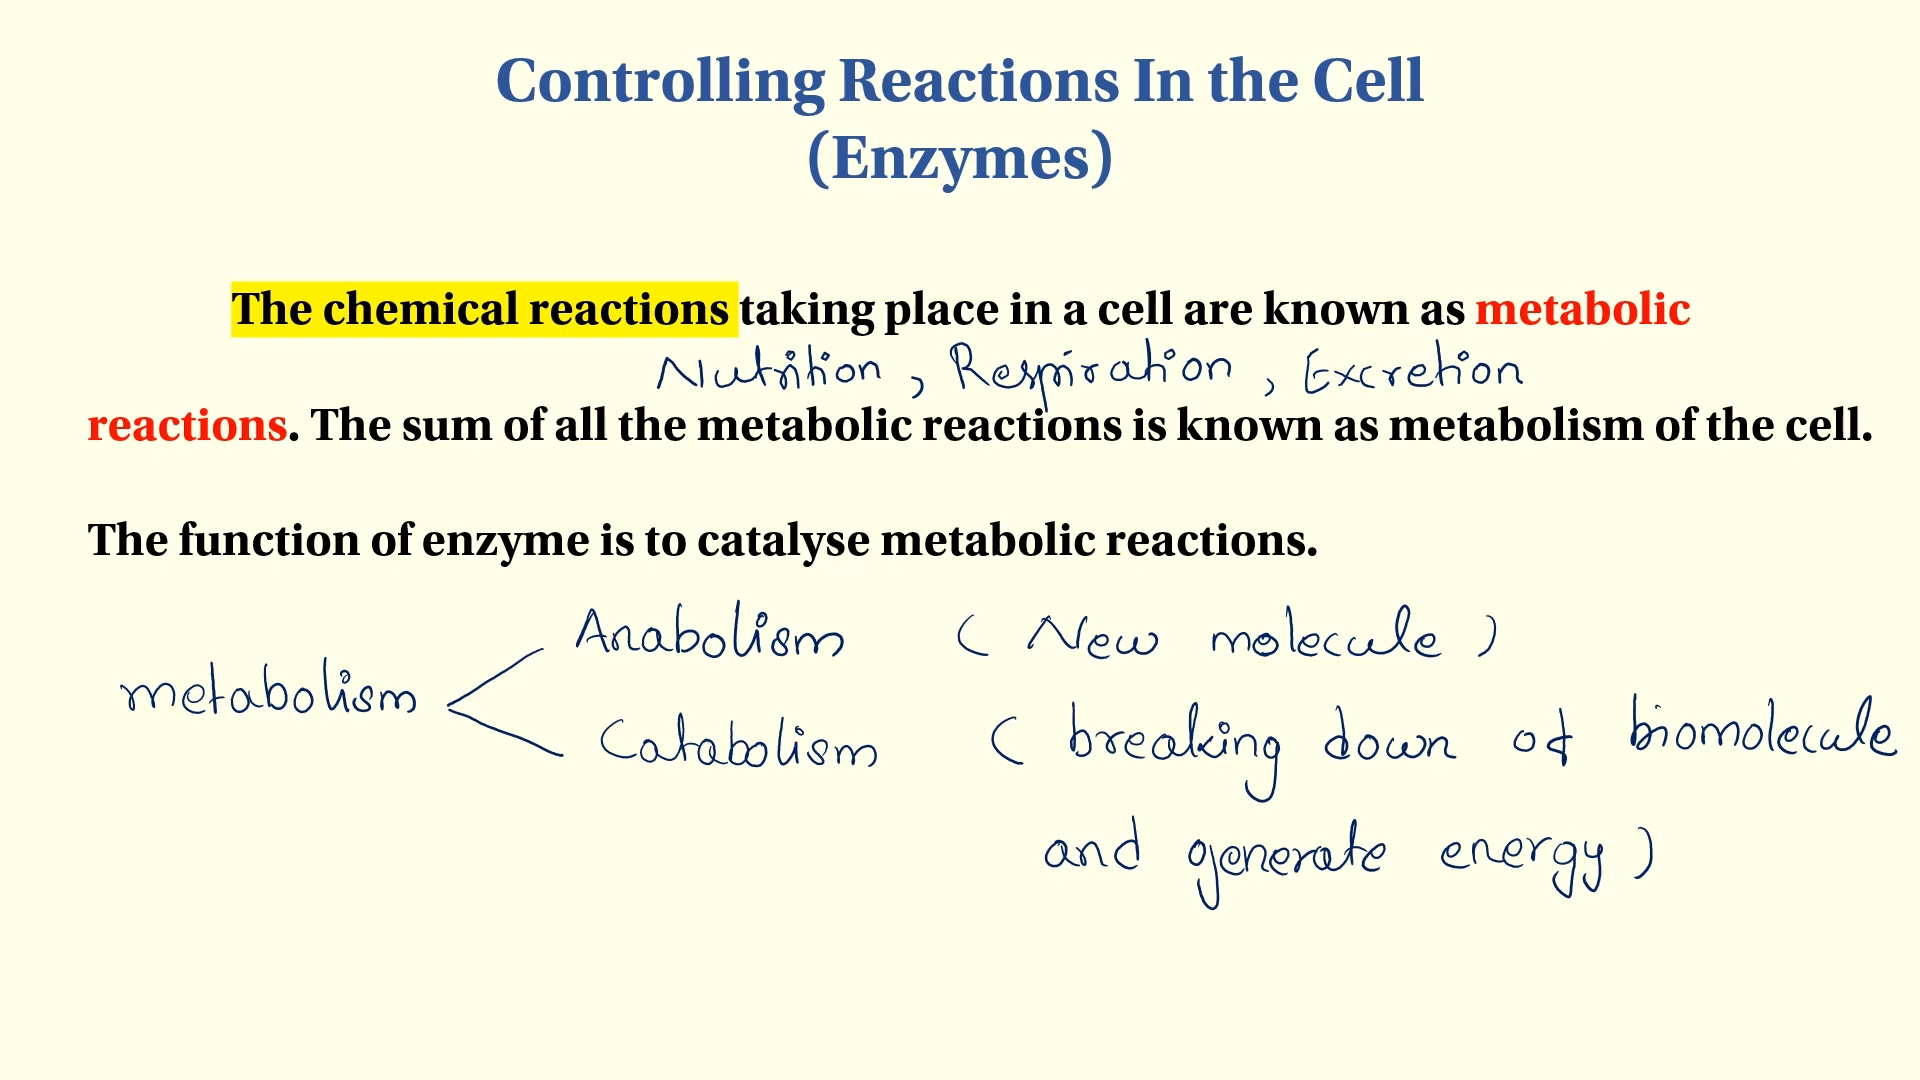 Controlling Reactions In the Cell
(Enzymes)
The chemical reactions taking place in a cell are known as metabolic
Nutrition , Respiration , Excretion
reactions. The sum of all the metabolic reactions is known as metabolism of the cell.
The function of enzyme is to catalyse metabolic reactions.
Anabolism ( New molecule )
metabolism
Catabolism ( breaking down of biomolecule
and generate energy )